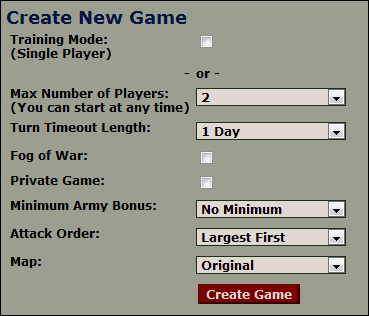 Create New Game
Training Mode:
(Single Player)
- or -
Max Number of Players: 2
(You can start at any time)
Turn Timeout Length: 1 Day
Fog of War:
Private Game:
Minimum Army Bonus: No Minimum
Attack Order: Largest First
Map: Original
Create Game